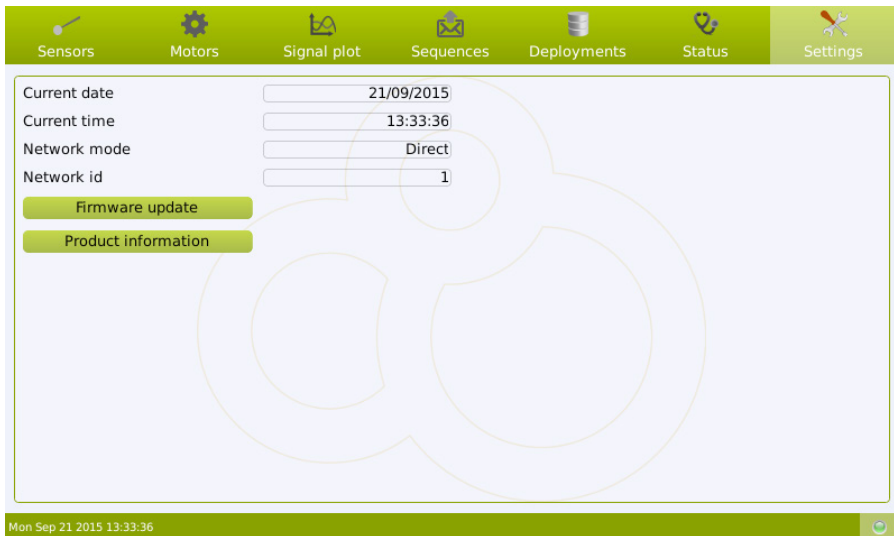 Sensors Motors Signal plot Sequences Deployments Status Settings
Current date 21/09/2015
Current time 13:33:36
Network mode Direct
Network id 1
Firmware update
Product information
Mon Sep 21 2015 13:33:36